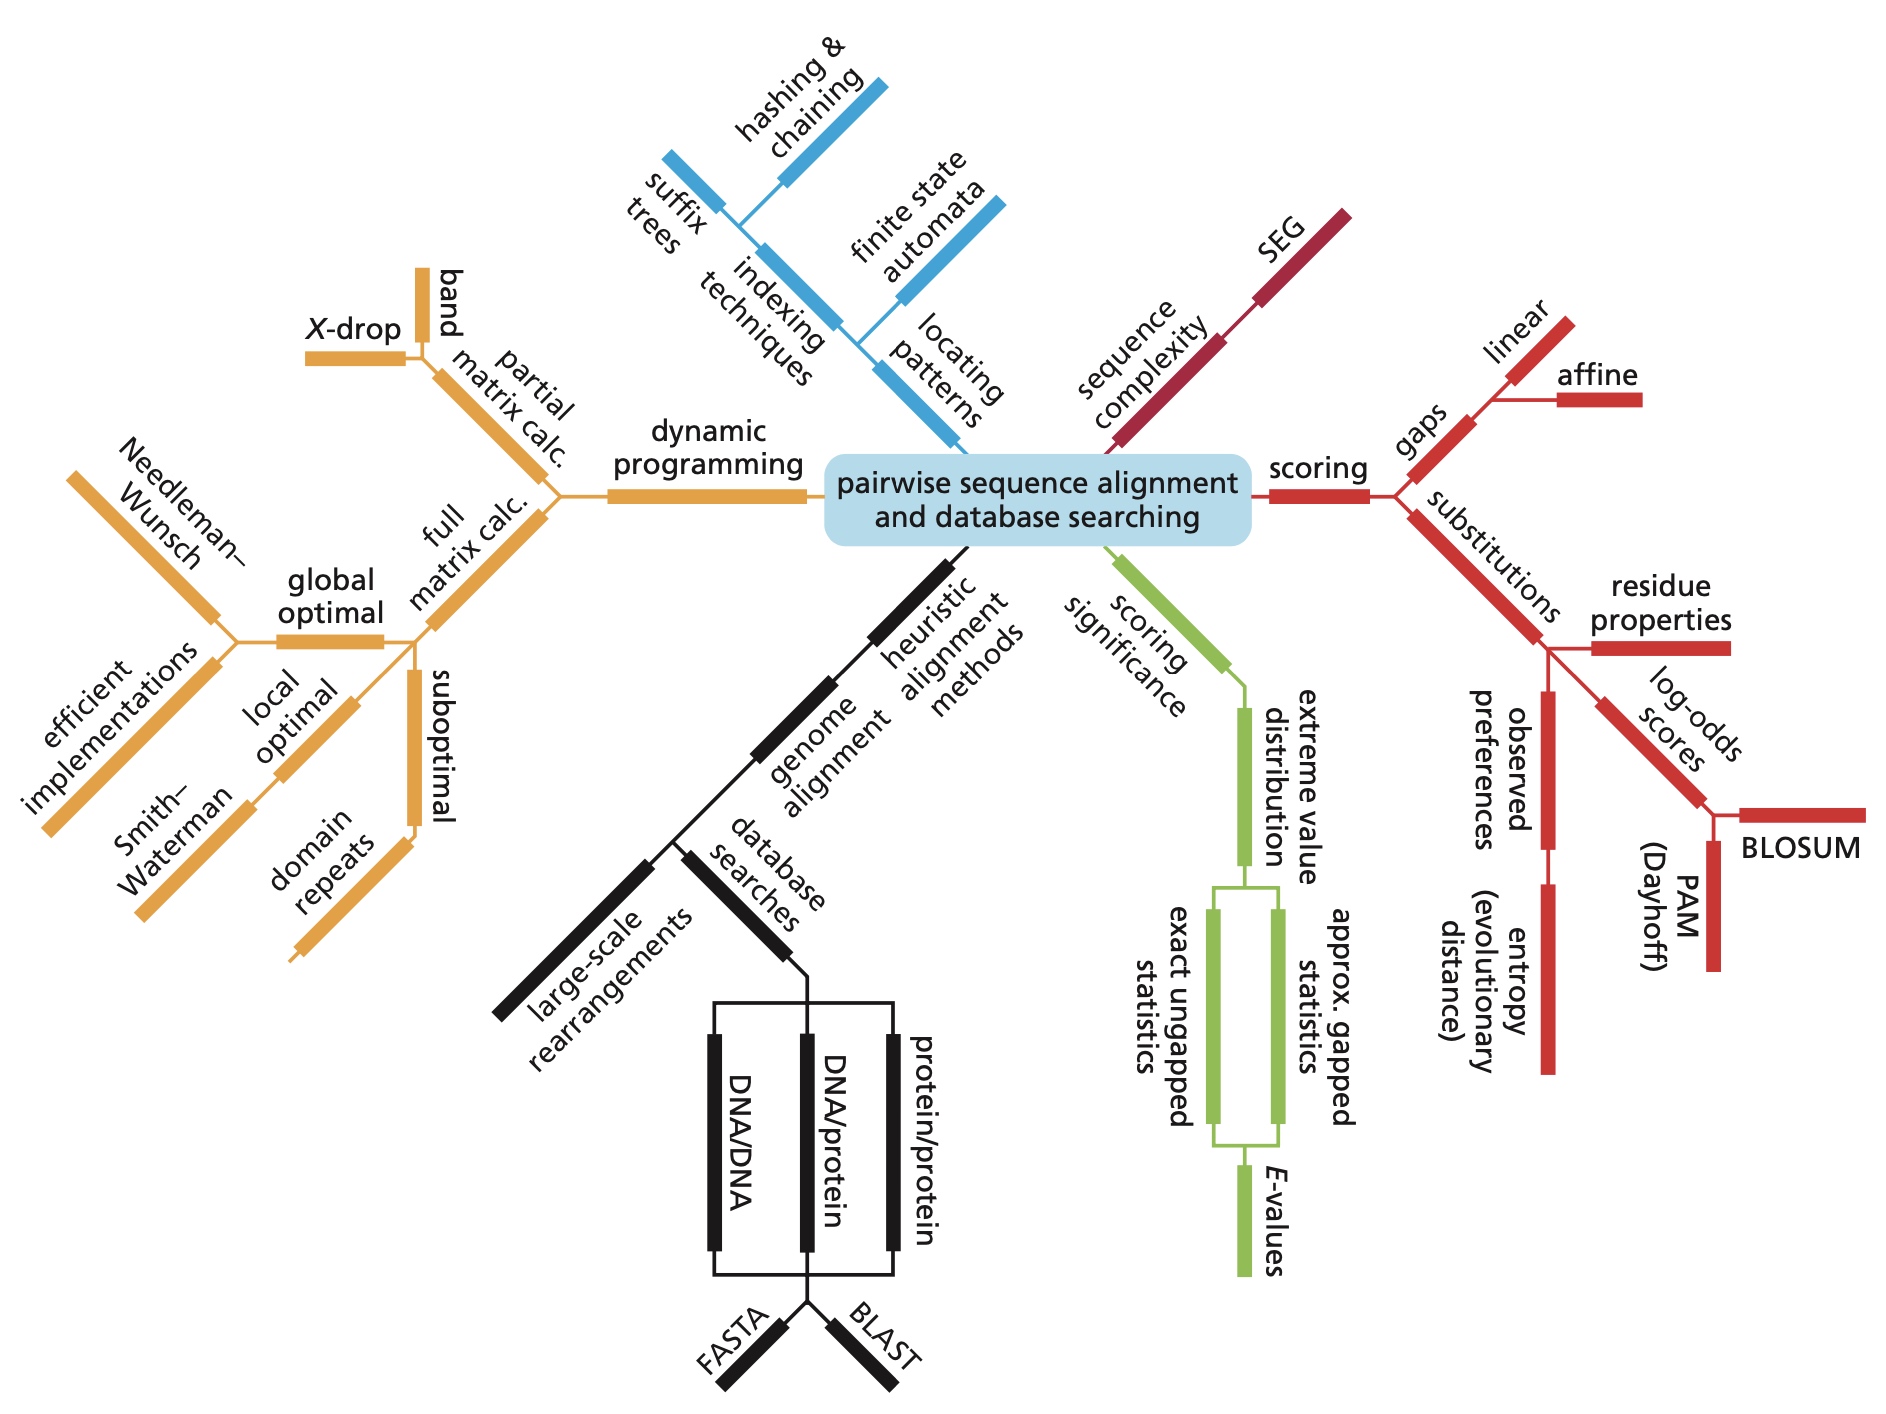 hashing &
chaining
suffix
trees
finite state
automata
indexing
techniques
locating
patterns
SEG
sequence
complexity
band
X-drop
partial
matrix calc.
dynamic
programming
pairwise sequence alignment
and database searching
scoring
gaps
linear
affine
substitutions
residue
properties
log-odds
scores
BLOSUM
PAM
(Dayhoff)
observed
preferences
entropy
(evolutionary
distance)
Needleman–
Wunsch
full
matrix calc.
global
optimal
efficient
implementations
local
optimal
Smith–
Waterman
suboptimal
domain
repeats
heuristic
alignment
methods
genome
alignment
large-scale
rearrangements
database
searches
DNA/DNA
DNA/protein
protein/protein
FASTA
BLAST
scoring
significance
extreme value
distribution
exact ungapped
statistics
approx. gapped
statistics
E-values